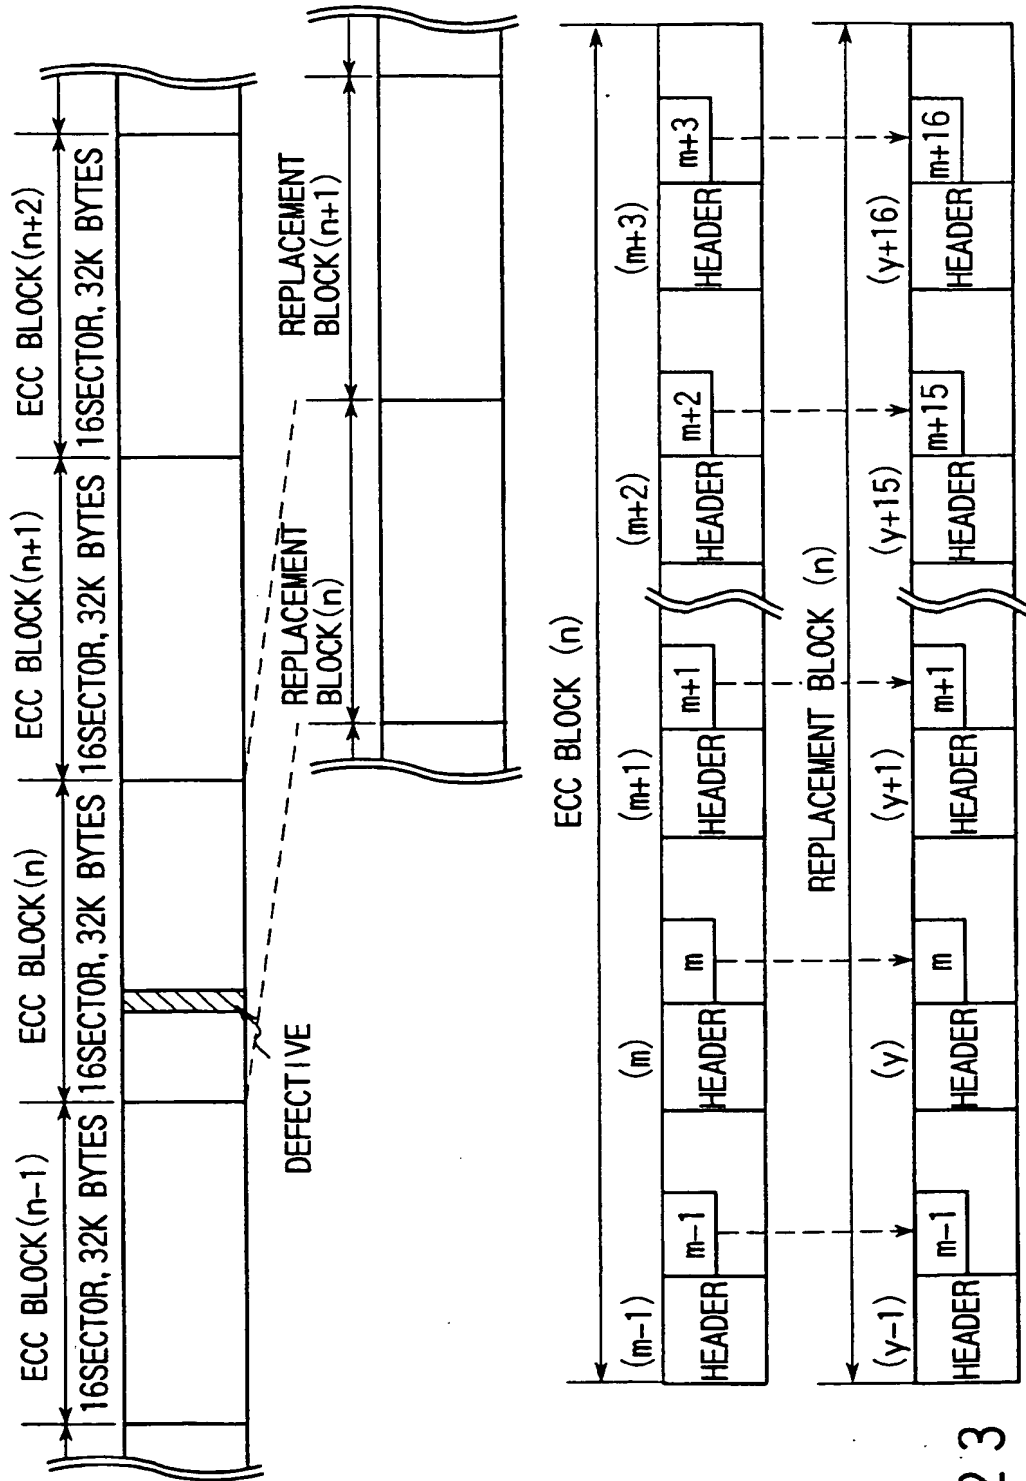 ECC BLOCK(n-1)
ECC BLOCK(n)
ECC BLOCK(n+1)
ECC BLOCK(n+2)
16SECTOR, 32K BYTES
16SECTOR, 32K BYTES
16SECTOR, 32K BYTES
16SECTOR, 32K BYTES
DEFECTIVE
REPLACEMENT
BLOCK(n)
REPLACEMENT
BLOCK(n+1)
ECC BLOCK (n)
(m-1)
(m)
(m+1)
(m+2)
(m+3)
HEADER
m-1
HEADER
m
HEADER
m+1
HEADER
m+2
HEADER
m+3
REPLACEMENT BLOCK (n)
(y-1)
(y)
(y+1)
(y+15)
(y+16)
HEADER
m-1
HEADER
m
HEADER
m+1
HEADER
m+15
HEADER
m+16
23